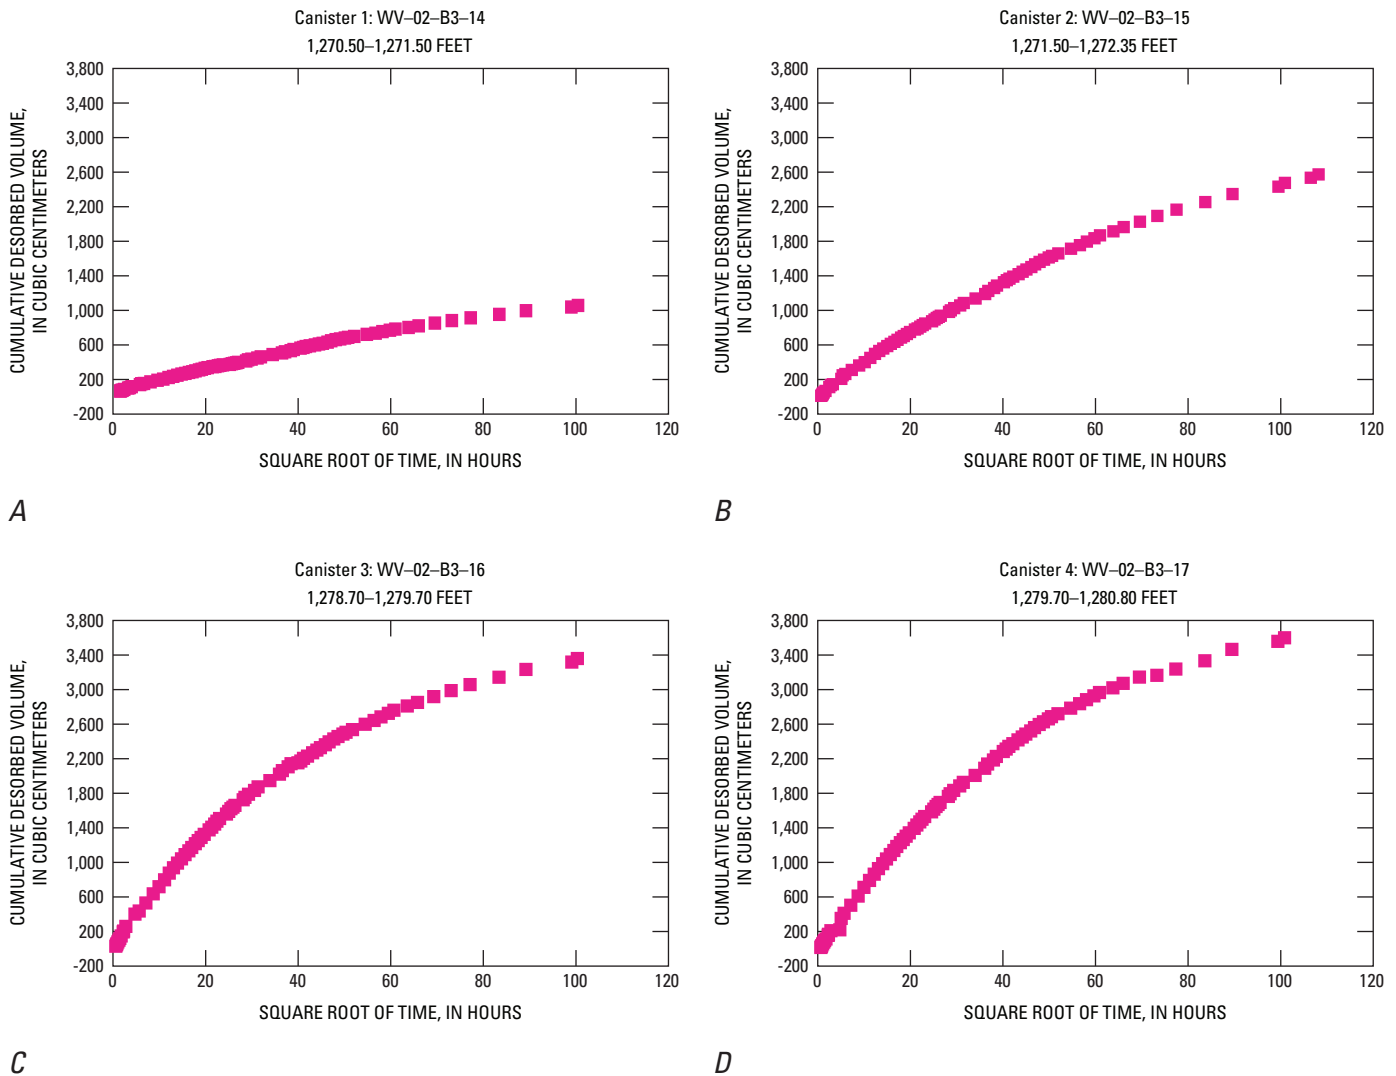 Canister 1: WV–02–B3–14
1,270.50–1,271.50 FEET
CUMULATIVE DESORBED VOLUME,
IN CUBIC CENTIMETERS
3,800
3,400
3,000
2,600
2,200
1,800
1,400
1,000
600
200
-200
0 20 40 60 80 100 120
SQUARE ROOT OF TIME, IN HOURS
A
Canister 2: WV–02–B3–15
1,271.50–1,272.35 FEET
CUMULATIVE DESORBED VOLUME,
IN CUBIC CENTIMETERS
3,800
3,400
3,000
2,600
2,200
1,800
1,400
1,000
600
200
-200
0 20 40 60 80 100 120
SQUARE ROOT OF TIME, IN HOURS
B
Canister 3: WV–02–B3–16
1,278.70–1,279.70 FEET
CUMULATIVE DESORBED VOLUME,
IN CUBIC CENTIMETERS
3,800
3,400
3,000
2,600
2,200
1,800
1,400
1,000
600
200
-200
0 20 40 60 80 100 120
SQUARE ROOT OF TIME, IN HOURS
C
Canister 4: WV–02–B3–17
1,279.70–1,280.80 FEET
CUMULATIVE DESORBED VOLUME,
IN CUBIC CENTIMETERS
3,800
3,400
3,000
2,600
2,200
1,800
1,400
1,000
600
200
-200
0 20 40 60 80 100 120
SQUARE ROOT OF TIME, IN HOURS
D